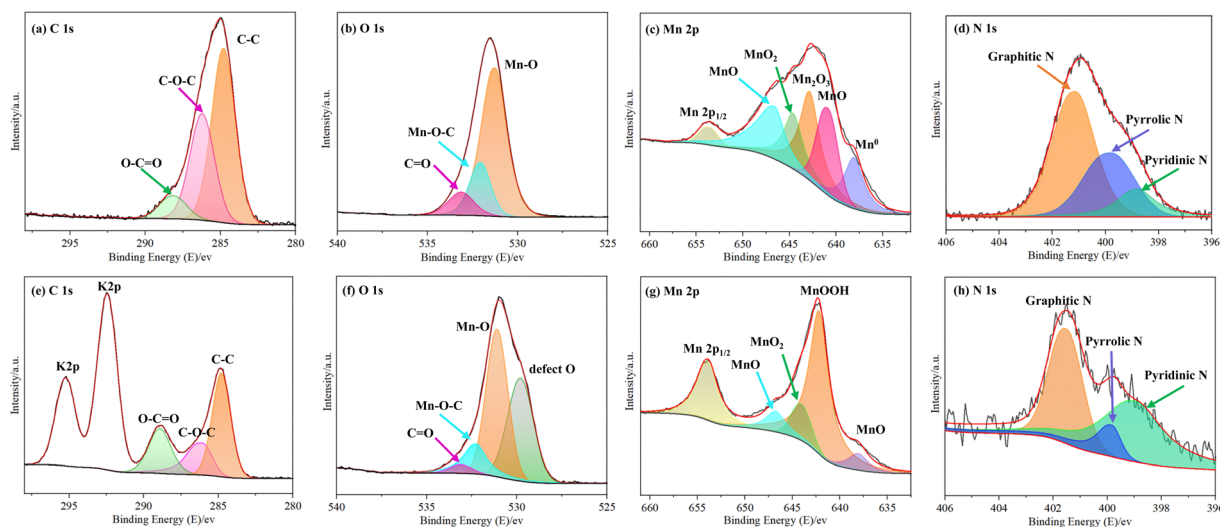 (a) C 1s
C-C
C-O-C
O-C=O
Intensity/a.u.
295 290 285 280
Binding Energy (E)/ev
(b) O 1s
Mn-O
Mn-O-C
C=O
Intensity/a.u.
540 535 530 525
Binding Energy (E)/ev
(c) Mn 2p
MnO₂
MnO
Mn₂O₃
MnO
Mn 2p₁/₂
Mn⁰
Intensity/a.u.
660 655 650 645 640 635
Binding Energy (E)/ev
(d) N 1s
Graphitic N
Pyrrolic N
Pyridinic N
Intensity/a.u.
406 404 402 400 398 396
Binding Energy (E)/ev
(e) C 1s
K2p
K2p
C-C
O-C=O
C-O-C
Intensity/a.u.
295 290 285 280
Binding Energy (E)/ev
(f) O 1s
Mn-O
defect O
Mn-O-C
C=O
Intensity/a.u.
540 535 530 525
Binding Energy (E)/ev
(g) Mn 2p
MnOOH
Mn 2p₁/₂
MnO₂
MnO
MnO
Intensity/a.u.
660 655 650 645 640 635
Binding Energy (E)/ev
(h) N 1s
Graphitic N
Pyrrolic N
Pyridinic N
Intensity/a.u.
406 404 402 400 398 396
Binding Energy (E)/ev